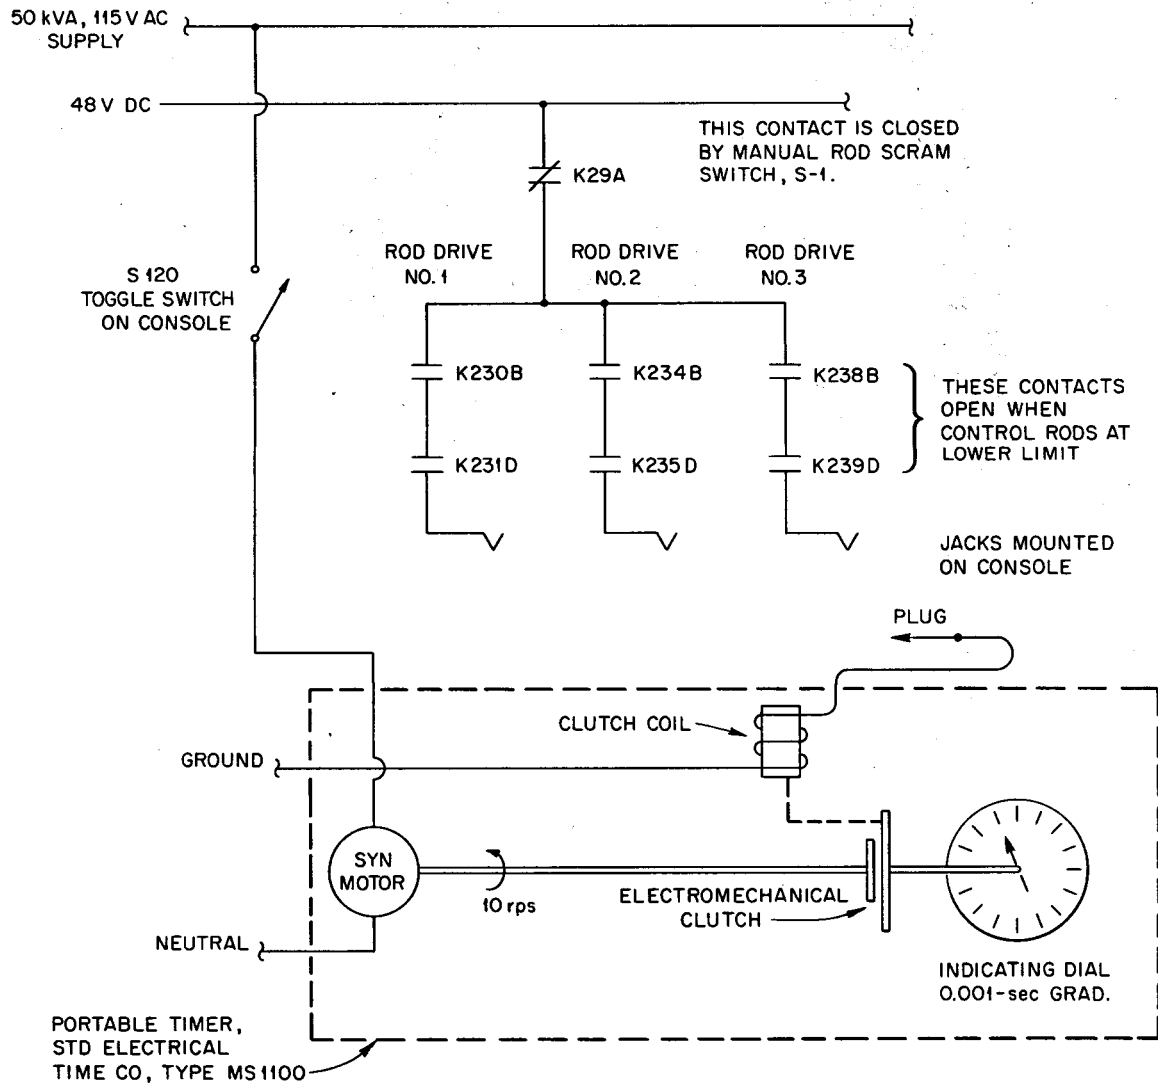 50 kVA, 115 V AC
SUPPLY
48 V DC
THIS CONTACT IS CLOSED
BY MANUAL ROD SCRAM
SWITCH, S-1.
K29A
ROD DRIVE
NO. 1
ROD DRIVE
NO. 2
ROD DRIVE
NO. 3
S 120
TOGGLE SWITCH
ON CONSOLE
K230B
K234B
K238B
THESE CONTACTS
OPEN WHEN
CONTROL RODS AT
LOWER LIMIT
K231D
K235D
K239D
JACKS MOUNTED
ON CONSOLE
PLUG
CLUTCH COIL
GROUND
SYN
MOTOR
10 rps
ELECTROMECHANICAL
CLUTCH
NEUTRAL
INDICATING DIAL
0.001-sec GRAD.
PORTABLE TIMER,
STD ELECTRICAL
TIME CO, TYPE MS1100